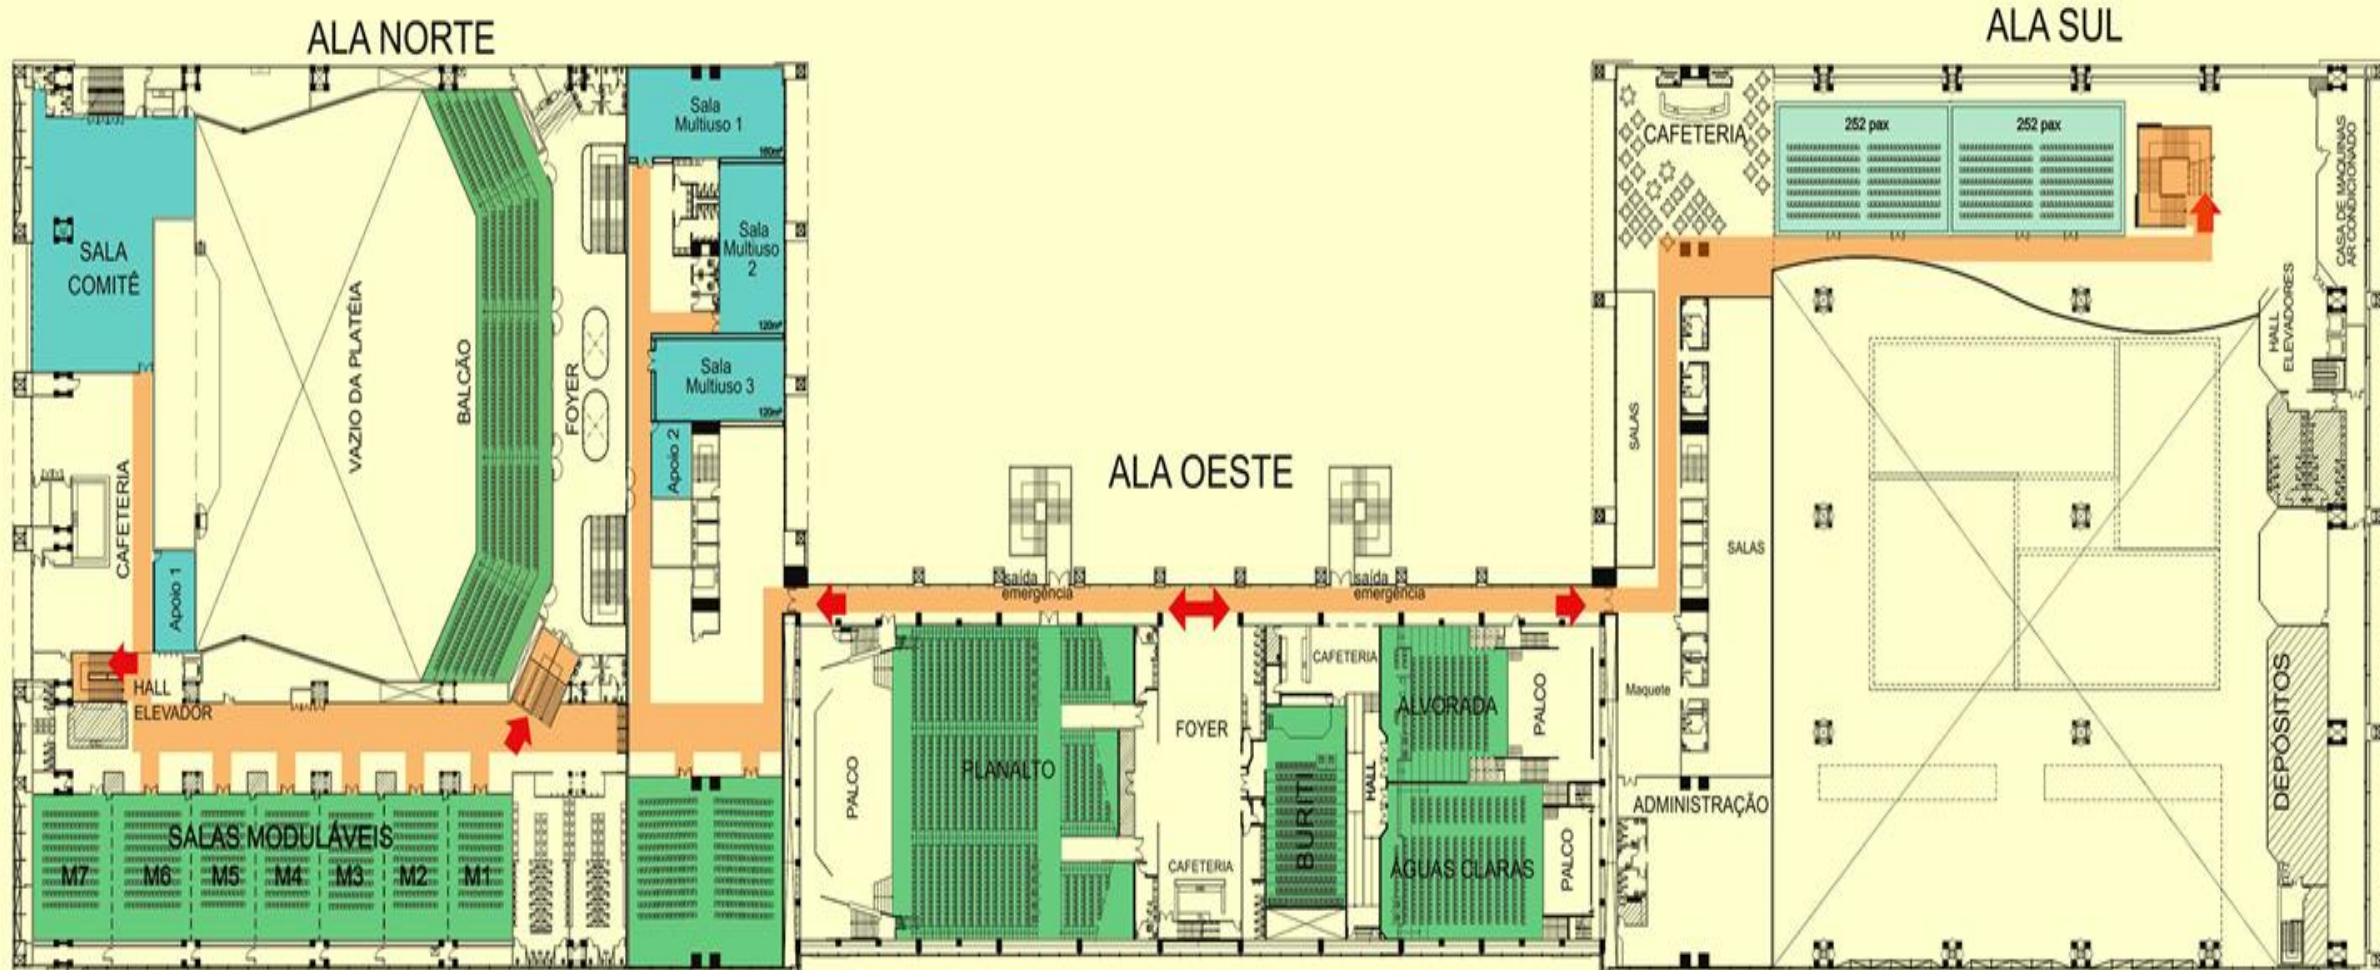 ALA NORTE
ALA SUL
ALA OESTE
SALA
COMITÊ
CAFETERIA
Apoio 1
HALL
ELEVADOR
VAZIO DA PLATÉIA
BALCÃO
FOYER
Sala
Multiuso 1
160m²
Sala
Multiuso
2
120m²
Sala
Multiuso 3
120m²
Apoio 2
SALAS MODULÁVEIS
M7
M6
M5
M4
M3
M2
M1
saída
emergência
saída
emergência
PALCO
PLANALTO
FOYER
CAFETERIA
CAFETERIA
BURITI
HALL
ALVORADA
PALCO
ÁGUAS CLARAS
PALCO
CAFETERIA
252 pax
252 pax
CASA DE MAQUINAS
AR CONDICIONADO
HALL
ELEVADORES
SALAS
SALAS
Maquete
ADMINISTRAÇÃO
DEPÓSITOS